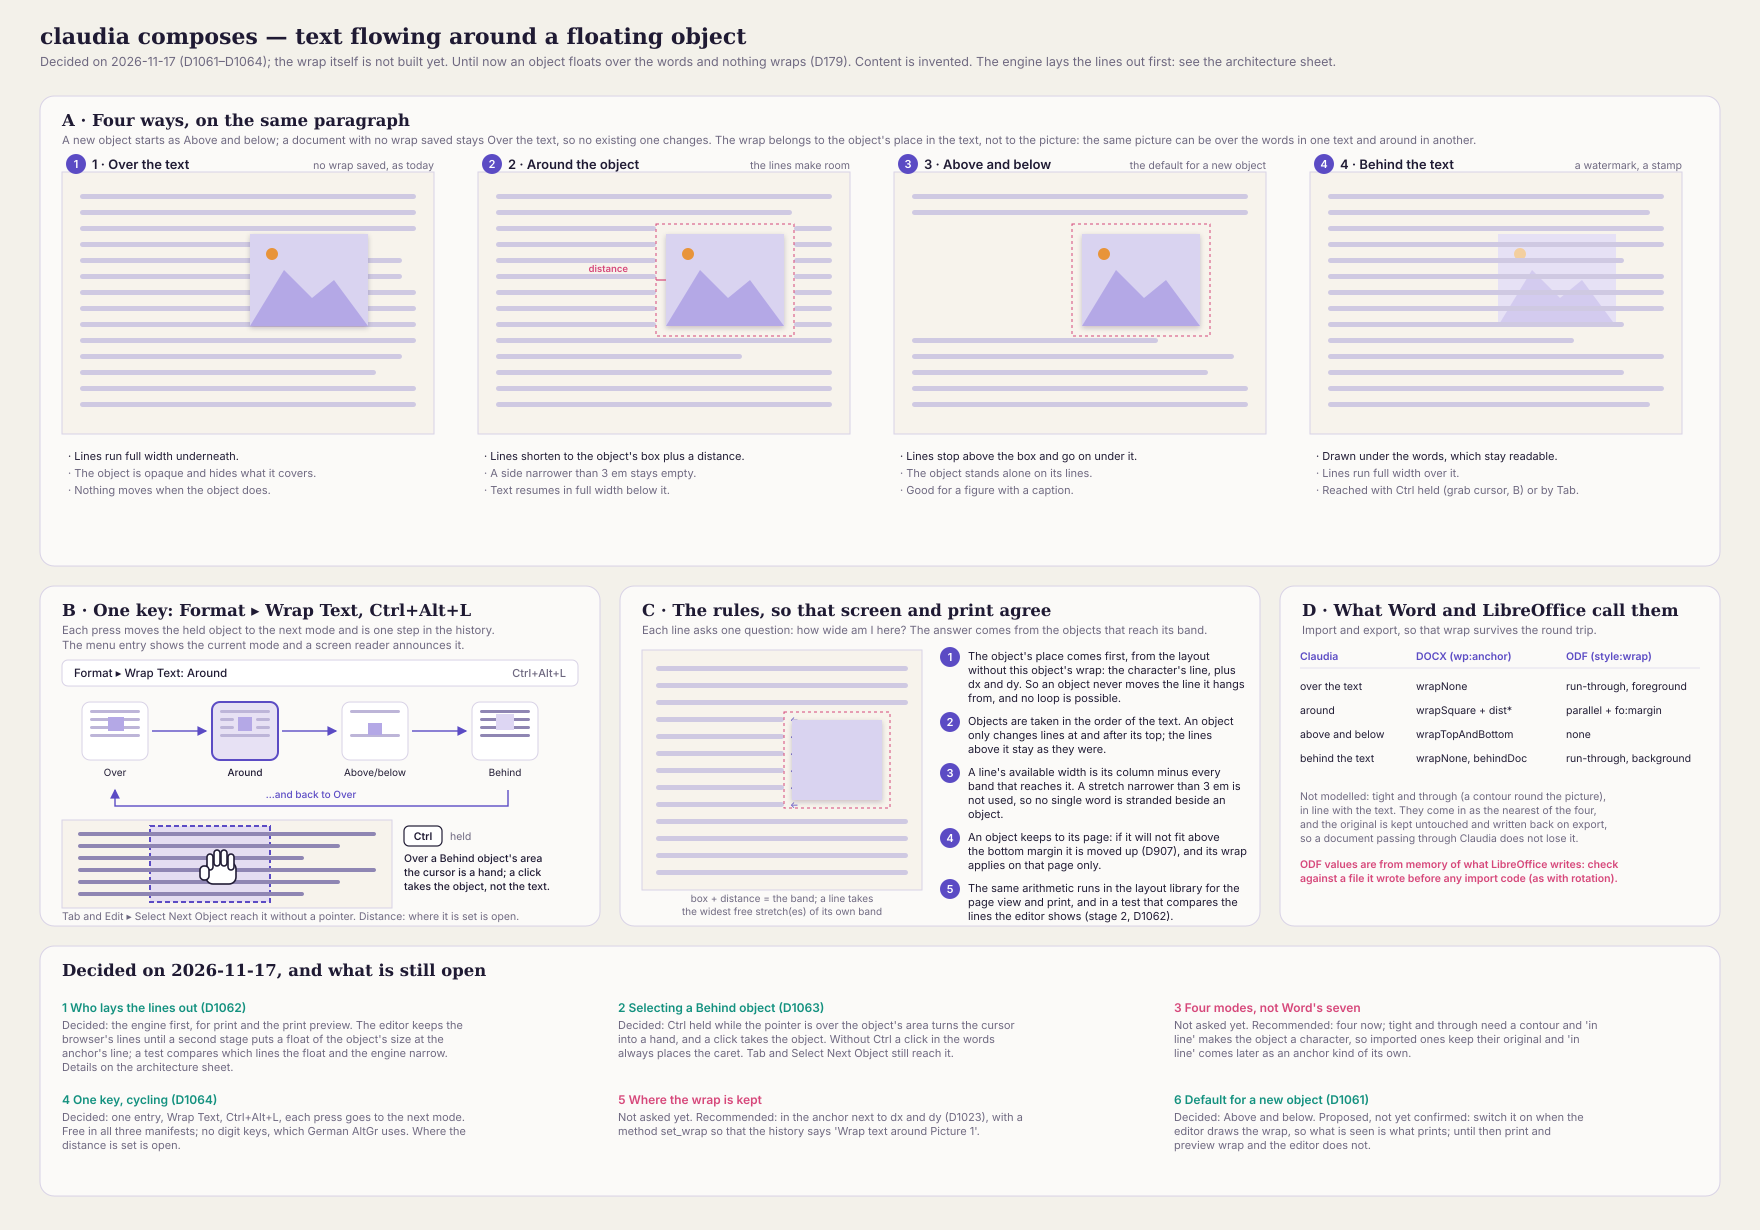 claudia composes — text flowing around a floating object
Decided on 2026-11-17 (D1061–D1064); the wrap itself is not built yet. Until now an object floats over the words and nothing wraps (D179). Content is invented. The engine lays the lines out first: see the architecture sheet.
A · Four ways, on the same paragraph
A new object starts as Above and below; a document with no wrap saved stays Over the text, so no existing one changes. The wrap belongs to the object's place in the text, not to the picture: the same picture can be over the words in one text and around in another.
1 1 · Over the text no wrap saved, as today
2 2 · Around the object the lines make room
3 3 · Above and below the default for a new object
4 4 · Behind the text a watermark, a stamp
distance
· Lines run full width underneath.
· The object is opaque and hides what it covers.
· Nothing moves when the object does.
· Lines shorten to the object's box plus a distance.
· A side narrower than 3 em stays empty.
· Text resumes in full width below it.
· Lines stop above the box and go on under it.
· The object stands alone on its lines.
· Good for a figure with a caption.
· Drawn under the words, which stay readable.
· Lines run full width over it.
· Reached with Ctrl held (grab cursor, B) or by Tab.
B · One key: Format ▸ Wrap Text, Ctrl+Alt+L
Each press moves the held object to the next mode and is one step in the history.
The menu entry shows the current mode and a screen reader announces it.
Format ▸ Wrap Text: Around Ctrl+Alt+L
Over Around Above/below Behind
...and back to Over
Ctrl held
Over a Behind object's area
the cursor is a hand; a click
takes the object, not the text.
Tab and Edit ▸ Select Next Object reach it without a pointer. Distance: where it is set is open.
C · The rules, so that screen and print agree
Each line asks one question: how wide am I here? The answer comes from the objects that reach its band.
box + distance = the band; a line takes
the widest free stretch(es) of its own band
1 The object's place comes first, from the layout
without this object's wrap: the character's line, plus
dx and dy. So an object never moves the line it hangs
from, and no loop is possible.
2 Objects are taken in the order of the text. An object
only changes lines at and after its top; the lines
above it stay as they were.
3 A line's available width is its column minus every
band that reaches it. A stretch narrower than 3 em is
not used, so no single word is stranded beside an
object.
4 An object keeps to its page: if it will not fit above
the bottom margin it is moved up (D907), and its wrap
applies on that page only.
5 The same arithmetic runs in the layout library for the
page view and print, and in a test that compares the
lines the editor shows (stage 2, D1062).
D · What Word and LibreOffice call them
Import and export, so that wrap survives the round trip.
Claudia DOCX (wp:anchor) ODF (style:wrap)
over the text wrapNone run-through, foreground
around wrapSquare + dist* parallel + fo:margin
above and below wrapTopAndBottom none
behind the text wrapNone, behindDoc run-through, background
Not modelled: tight and through (a contour round the picture),
in line with the text. They come in as the nearest of the four,
and the original is kept untouched and written back on export,
so a document passing through Claudia does not lose it.
ODF values are from memory of what LibreOffice writes: check
against a file it wrote before any import code (as with rotation).
Decided on 2026-11-17, and what is still open
1 Who lays the lines out (D1062)
Decided: the engine first, for print and the print preview. The editor keeps the
browser's lines until a second stage puts a float of the object's size at the
anchor's line; a test compares which lines the float and the engine narrow.
Details on the architecture sheet.
2 Selecting a Behind object (D1063)
Decided: Ctrl held while the pointer is over the object's area turns the cursor
into a hand, and a click takes the object. Without Ctrl a click in the words
always places the caret. Tab and Select Next Object still reach it.
3 Four modes, not Word's seven
Not asked yet. Recommended: four now; tight and through need a contour and 'in
line' makes the object a character, so imported ones keep their original and 'in
line' comes later as an anchor kind of its own.
4 One key, cycling (D1064)
Decided: one entry, Wrap Text, Ctrl+Alt+L, each press goes to the next mode.
Free in all three manifests; no digit keys, which German AltGr uses. Where the
distance is set is open.
5 Where the wrap is kept
Not asked yet. Recommended: in the anchor next to dx and dy (D1023), with a
method set_wrap so that the history says 'Wrap text around Picture 1'.
6 Default for a new object (D1061)
Decided: Above and below. Proposed, not yet confirmed: switch it on when the
editor draws the wrap, so what is seen is what prints; until then print and
preview wrap and the editor does not.